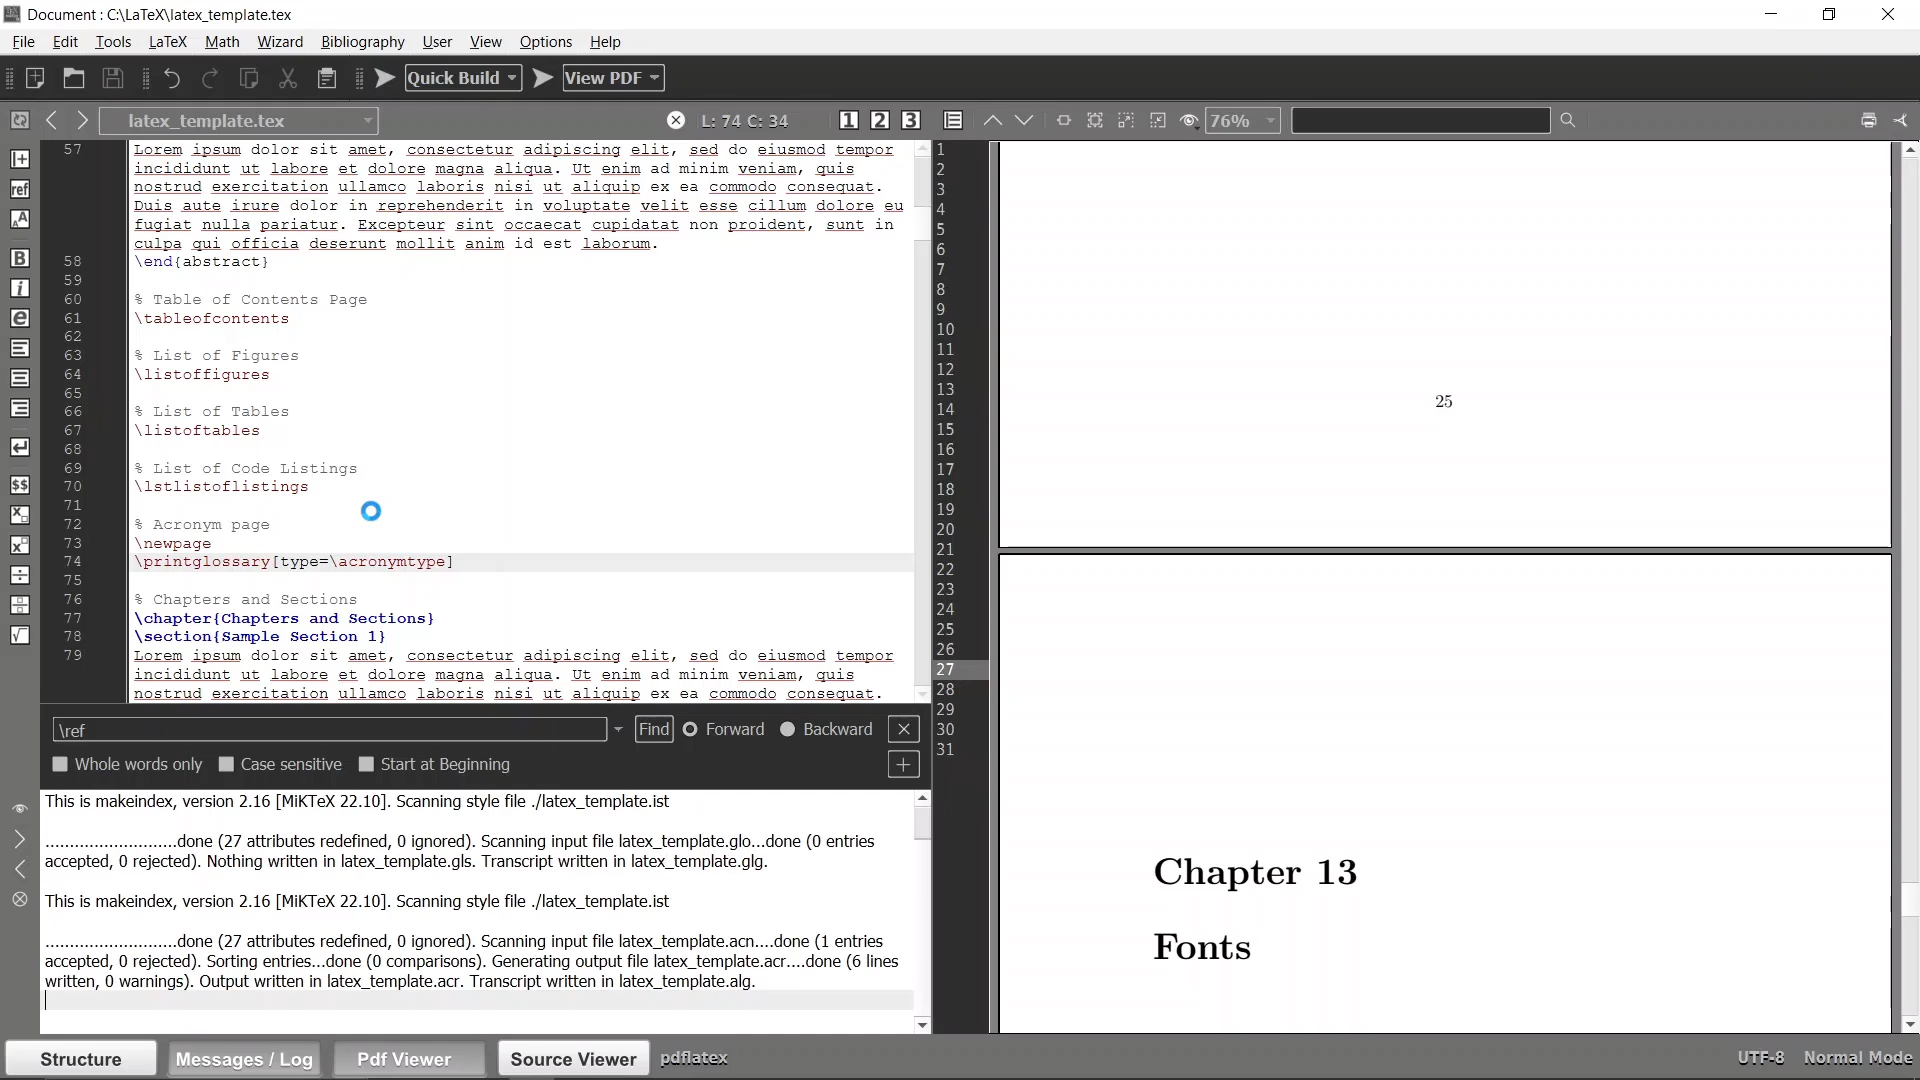 Document : C:\LaTeX\latex_template.tex
File Edit Tools LaTeX Math Wizard Bibliography User View Options Help
Quick Build View PDF
latex_template.tex L: 74 C: 34 1 2 3 76%
57 Lorem ipsum dolor sit amet, consectetur adipiscing elit, sed do eiusmod tempor
incididunt ut labore et dolore magna aliqua. Ut enim ad minim veniam, quis
nostrud exercitation ullamco laboris nisi ut aliquip ex ea commodo consequat.
Duis aute irure dolor in reprehenderit in voluptate velit esse cillum dolore eu
fugiat nulla pariatur. Excepteur sint occaecat cupidatat non proident, sunt in
culpa qui officia deserunt mollit anim id est laborum.
58 \end{abstract}
59
60 % Table of Contents Page
61 \tableofcontents
62
63 % List of Figures
64 \listoffigures
65
66 % List of Tables
67 \listoftables
68
69 % List of Code Listings
70 \lstlistoflistings
71
72 % Acronym page
73 \newpage
74 \printglossary[type=\acronymtype]
75
76 % Chapters and Sections
77 \chapter{Chapters and Sections}
78 \section{Sample Section 1}
79 Lorem ipsum dolor sit amet, consectetur adipiscing elit, sed do eiusmod tempor
incididunt ut labore et dolore magna aliqua. Ut enim ad minim veniam, quis
nostrud exercitation ullamco laboris nisi ut aliquip ex ea commodo consequat.
ref
A
B
i
e
$$
\ref Find Forward Backward
Whole words only Case sensitive Start at Beginning
This is makeindex, version 2.16 [MiKTeX 22.10]. Scanning style file ./latex_template.ist
............................done (27 attributes redefined, 0 ignored). Scanning input file latex_template.glo...done (0 entries
accepted, 0 rejected). Nothing written in latex_template.gls. Transcript written in latex_template.glg.
This is makeindex, version 2.16 [MiKTeX 22.10]. Scanning style file ./latex_template.ist
............................done (27 attributes redefined, 0 ignored). Scanning input file latex_template.acn....done (1 entries
accepted, 0 rejected). Sorting entries...done (0 comparisons). Generating output file latex_template.acr....done (6 lines
written, 0 warnings). Output written in latex_template.acr. Transcript written in latex_template.alg.
1
2
3
4
5
6
7
8
9
10
11
12
13
14
15
16
17
18
19
20
21
22
23
24
25
26
27
28
29
30
31
25
Chapter 13
Fonts
Structure Messages / Log Pdf Viewer Source Viewer pdflatex UTF-8 Normal Mode